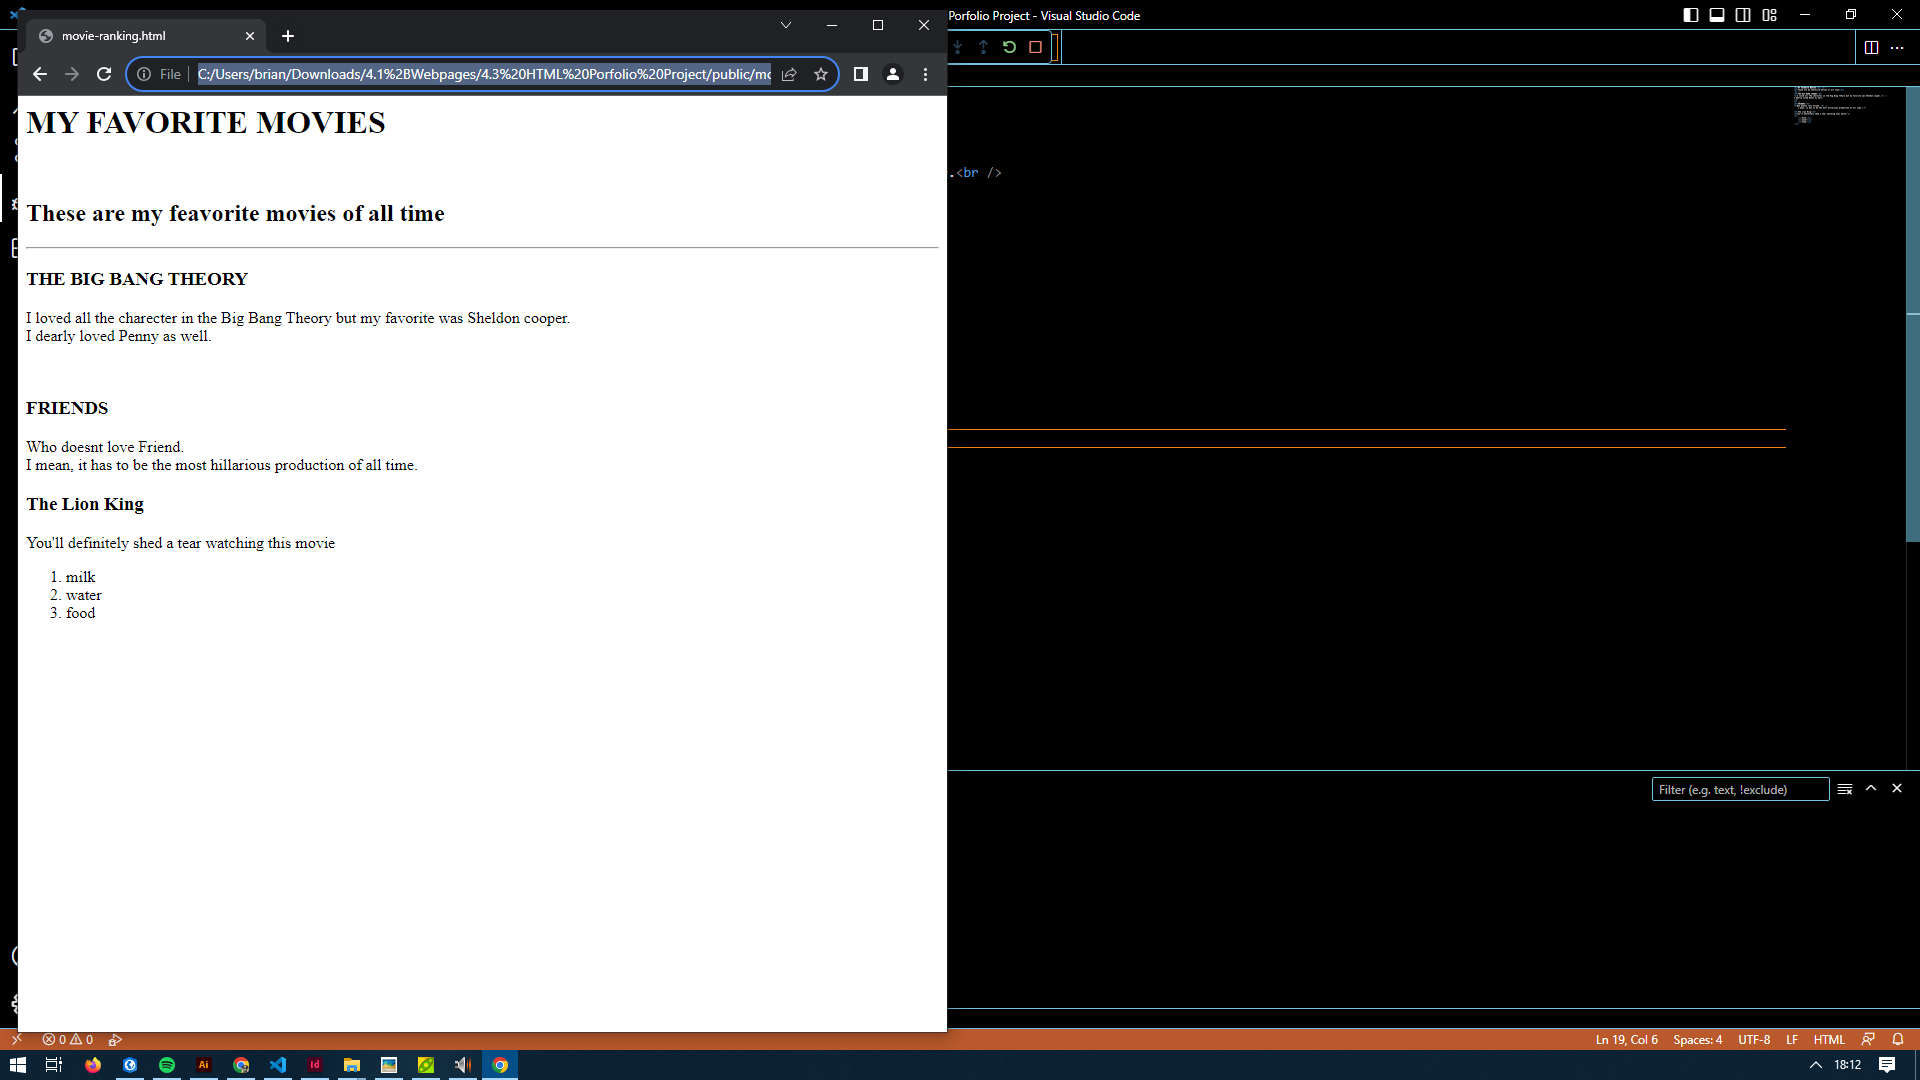 Porfolio Project - Visual Studio Code
movie-ranking.html
File
C:/Users/brian/Downloads/4.1%2BWebpages/4.3%20HTML%20Porfolio%20Project/public/mo
MY FAVORITE MOVIES
.<br />
These are my feavorite movies of all time
THE BIG BANG THEORY
I loved all the charecter in the Big Bang Theory but my favorite was Sheldon cooper.
I dearly loved Penny as well.
FRIENDS
Who doesnt love Friend.
I mean, it has to be the most hillarious production of all time.
The Lion King
You'll definitely shed a tear watching this movie
1. milk
2. water
3. food
Filter (e.g. text, !exclude)
0 0
Ln 19, Col 6 Spaces: 4 UTF-8 LF HTML
Ai
Id
18:12